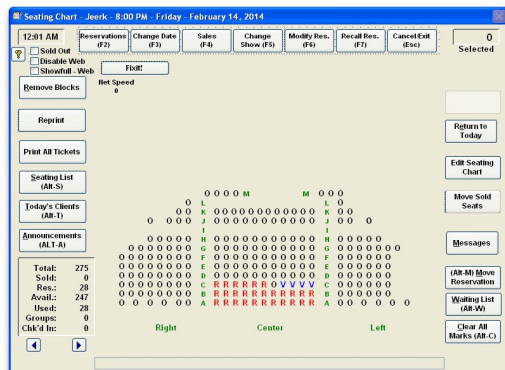 Seating Chart - Jeerk - 8:00 PM - Friday - February 14, 2014
12:01 AM
Reservations (F2)
Change Date (F3)
Sales (F4)
Change Show (F5)
Modify Res. (F6)
Recall Res. (F7)
Cancel/Exit (Esc)
0
Selected
?
Sold Out
Disable Web
Showfull - Web
Fixit!
Net Speed
0
Remove Blocks
Reprint
Print All Tickets
Seating List (Alt-S)
Today's Clients (Alt-T)
Announcements (ALT-A)
Total: 275
Sold: 0
Res.: 28
Avail.: 247
Used: 28
Groups: 0
Chk'd In: 0
Return to Today
Edit Seating Chart
Move Sold Seats
Messages
(Alt-M) Move Reservation
Waiting List (Alt-W)
Clear All Marks (Alt-C)
Right
Center
Left